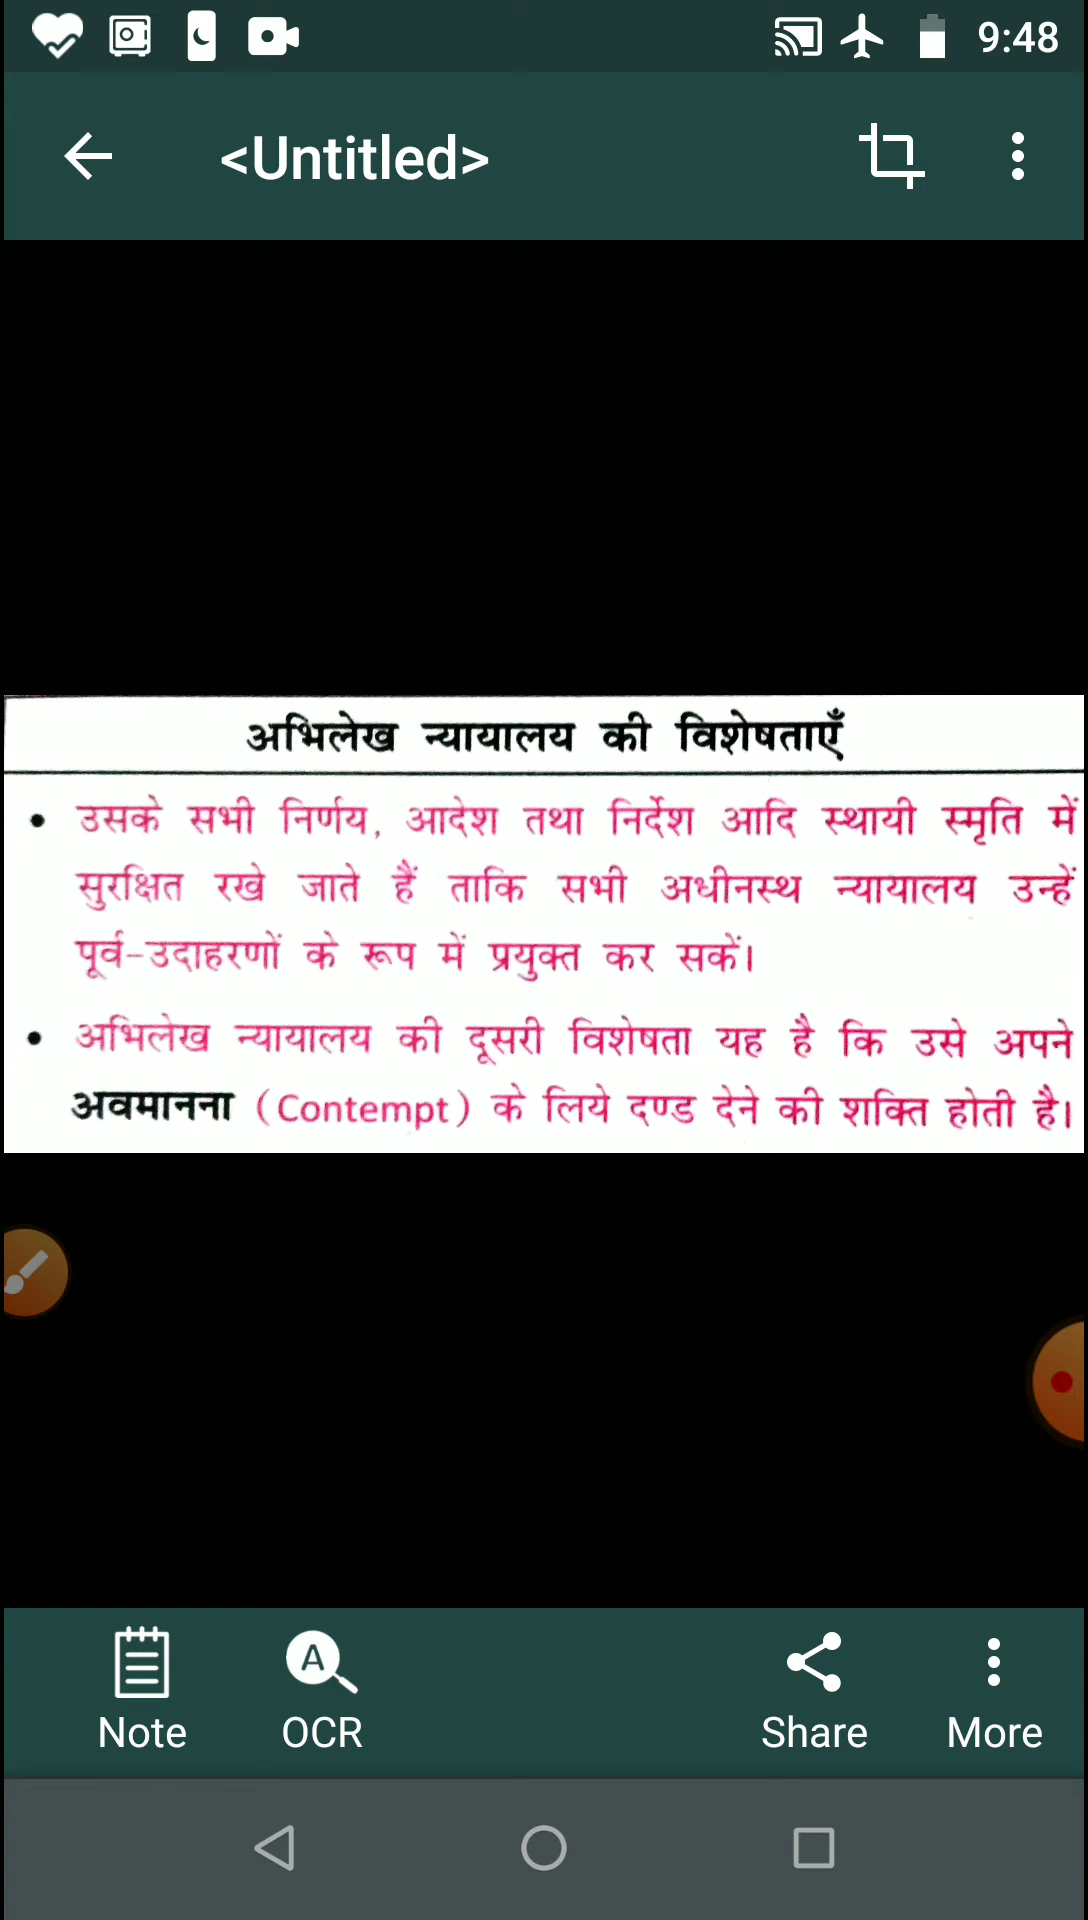 9:48
<Untitled>
अभिलेख न्यायालय की विशेषताएँ
• उसके सभी निर्णय, आदेश तथा निर्देश आदि स्थायी स्मृति में
सुरक्षित रखे जाते हैं ताकि सभी अधीनस्थ न्यायालय उन्हें
पूर्व-उदाहरणों के रूप में प्रयुक्त कर सकें।
• अभिलेख न्यायालय की दूसरी विशेषता यह है कि उसे अपने
अवमानना (Contempt) के लिये दण्ड देने की शक्ति होती है।
A
Note OCR Share More